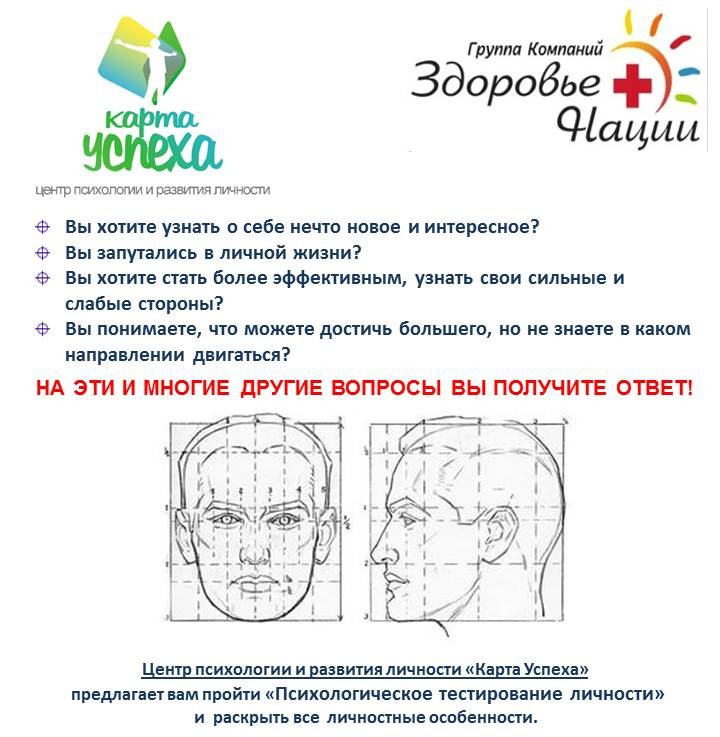 карта
успеха
центр психологии и развития личности
Группа Компаний
Здоровье
Нации
Вы хотите узнать о себе нечто новое и интересное?
Вы запутались в личной жизни?
Вы хотите стать более эффективным, узнать свои сильные и
слабые стороны?
Вы понимаете, что можете достичь большего, но не знаете в каком
направлении двигаться?
НА ЭТИ И МНОГИЕ ДРУГИЕ ВОПРОСЫ ВЫ ПОЛУЧИТЕ ОТВЕТ!
Центр психологии и развития личности «Карта Успеха»
предлагает вам пройти «Психологическое тестирование личности»
и раскрыть все личностные особенности.